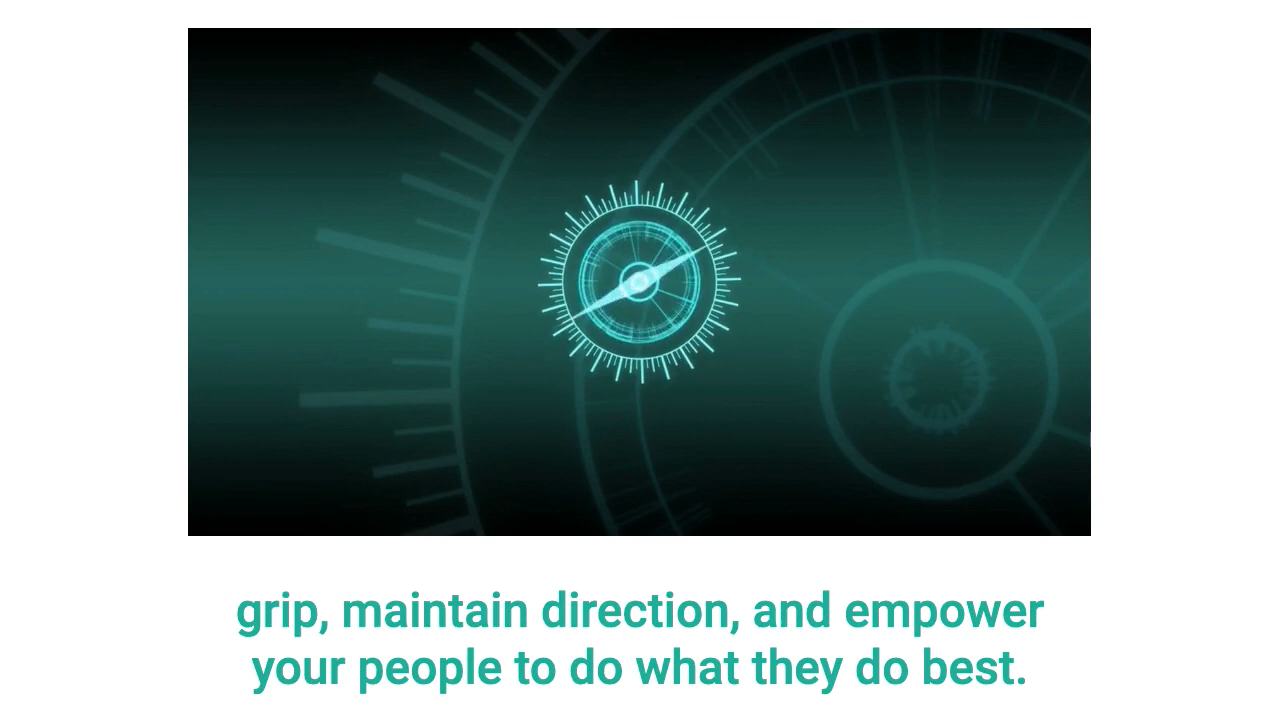 grip, maintain direction, and empower
your people to do what they do best.